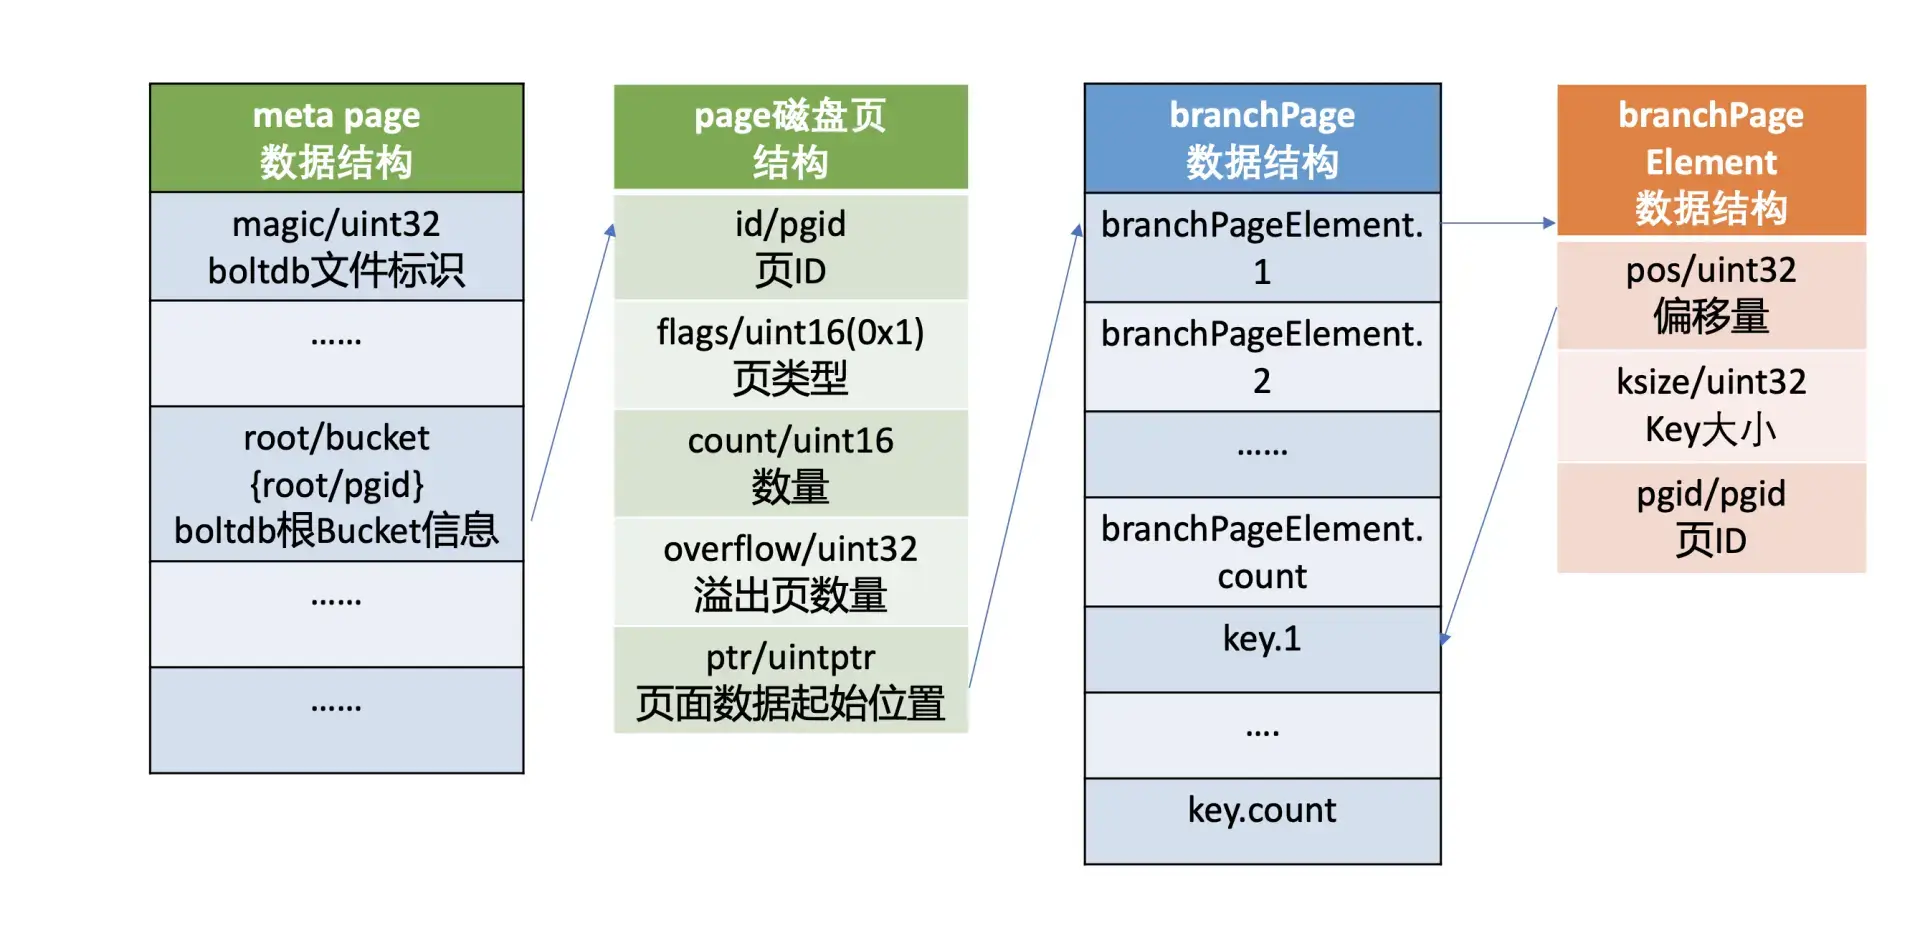 meta page
数据结构
magic/uint32
boltdb文件标识
……
root/bucket
{root/pgid}
boltdb根Bucket信息
……
……
page磁盘页
结构
id/pgid
页ID
flags/uint16(0x1)
页类型
count/uint16
数量
overflow/uint32
溢出页数量
ptr/uintptr
页面数据起始位置
branchPage
数据结构
branchPageElement.
1
branchPageElement.
2
……
branchPageElement.
count
key.1
....
key.count
branchPage
Element
数据结构
pos/uint32
偏移量
ksize/uint32
Key大小
pgid/pgid
页ID